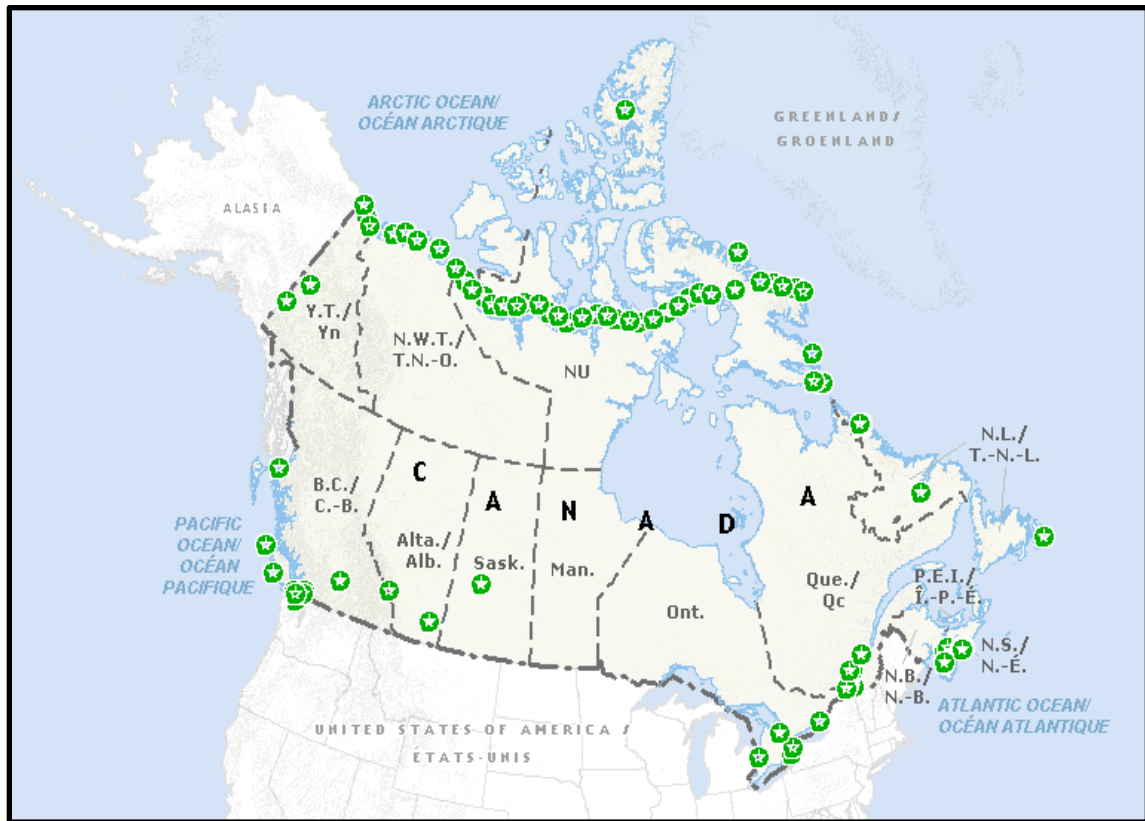 ARCTIC OCEAN/
OCÉAN ARCTIQUE
GREENLAND/
GROENLAND
ALASKA
Y.T./
Yn
N.W.T./
T.N.-O.
NU
N.L./
T.-N.-L.
B.C./
C.-B.
C
A
N
A
D
A
PACIFIC
OCEAN/
OCÉAN
PACIFIQUE
Alta./
Alb.
Sask.
Man.
Ont.
Que./
Qc
P.E.I./
Î.-P.-É.
N.S./
N.-É.
N.B./
N.-B.
ATLANTIC OCEAN/
OCÉAN ATLANTIQUE
UNITED STATES OF AMERICA /
ÉTATS-UNIS